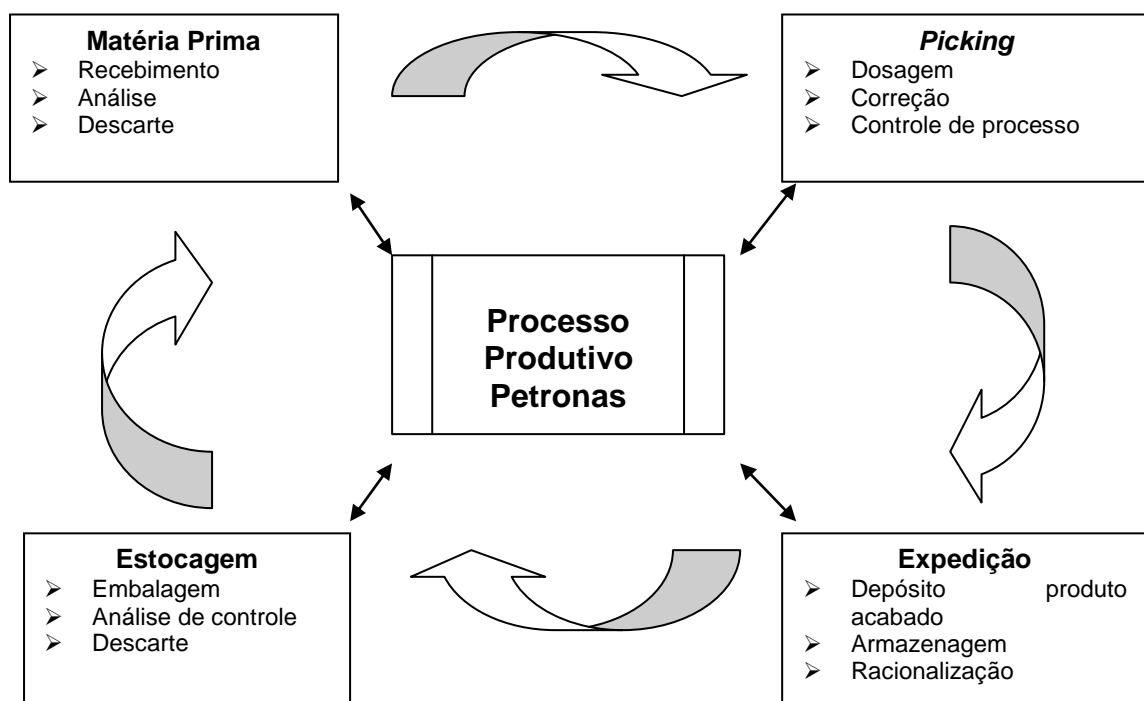 Matéria Prima
➢ Recebimento
➢ Análise
➢ Descarte
Picking
➢ Dosagem
➢ Correção
➢ Controle de processo
Processo
Produtivo
Petronas
Estocagem
➢ Embalagem
➢ Análise de controle
➢ Descarte
Expedição
➢ Depósito produto
acabado
➢ Armazenagem
➢ Racionalização